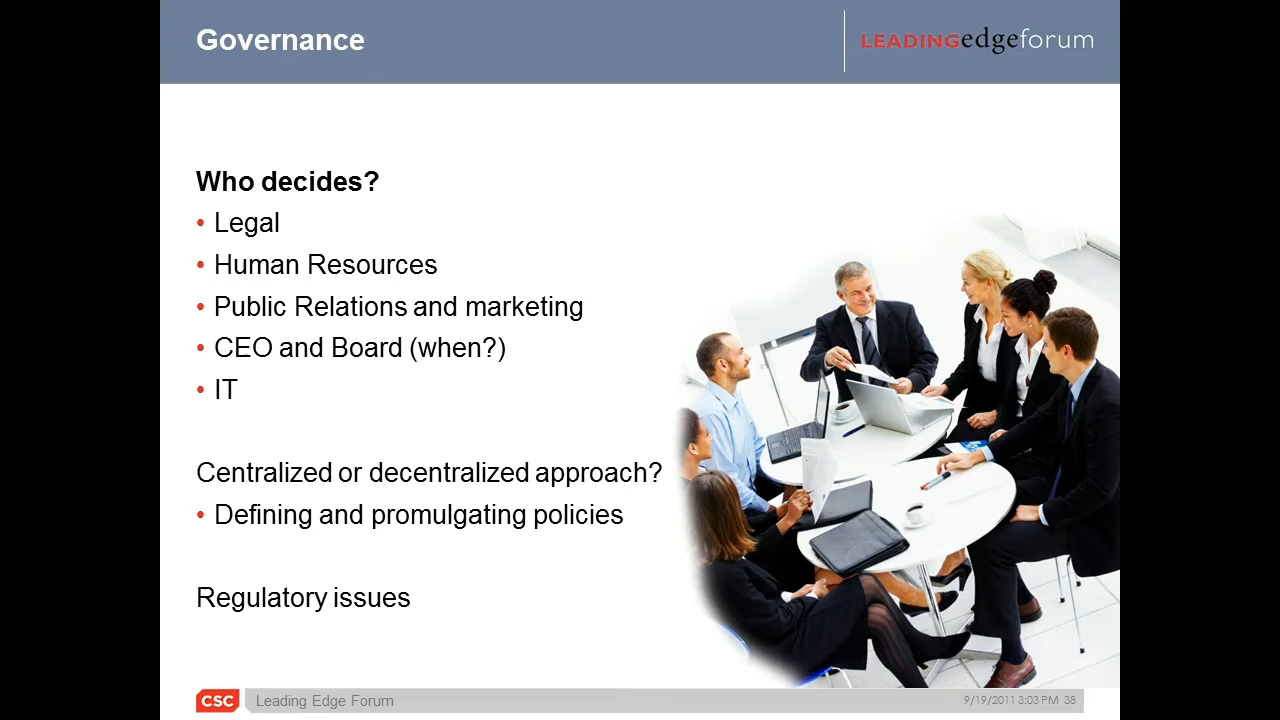 Governance
LEADINGedgeforum
Who decides?
• Legal
• Human Resources
• Public Relations and marketing
• CEO and Board (when?)
• IT
Centralized or decentralized approach?
• Defining and promulgating policies
Regulatory issues
CSC Leading Edge Forum 9/19/2011 3:03 PM 38